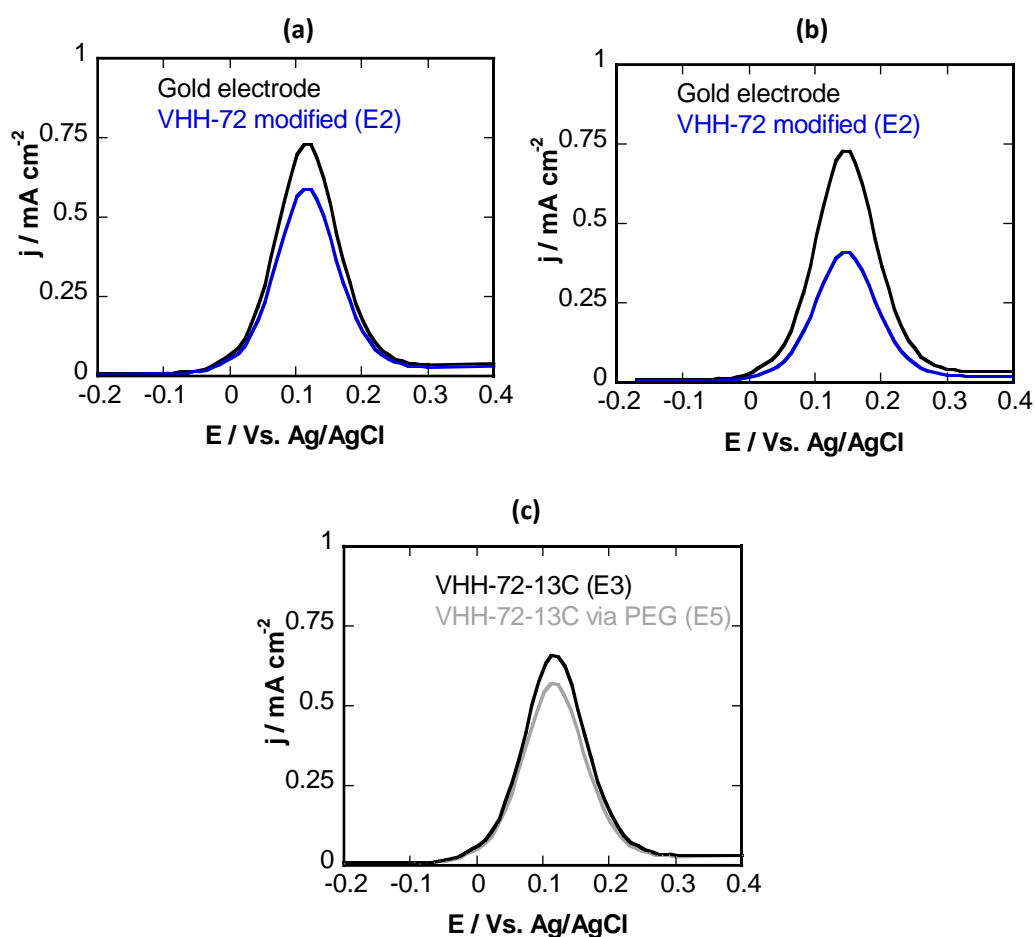 (a)
1
0.75
0.5
0.25
0
j / mA cm-2
Gold electrode
VHH-72 modified (E2)
-0.2 -0.1 0 0.1 0.2 0.3 0.4
E / Vs. Ag/AgCl
(b)
1
0.75
0.5
0.25
0
j / mA cm-2
Gold electrode
VHH-72 modified (E2)
-0.2 -0.1 0 0.1 0.2 0.3 0.4
E / Vs. Ag/AgCl
(c)
1
0.75
0.5
0.25
0
j / mA cm-2
VHH-72-13C (E3)
VHH-72-13C via PEG (E5)
-0.2 -0.1 0 0.1 0.2 0.3 0.4
E / Vs. Ag/AgCl